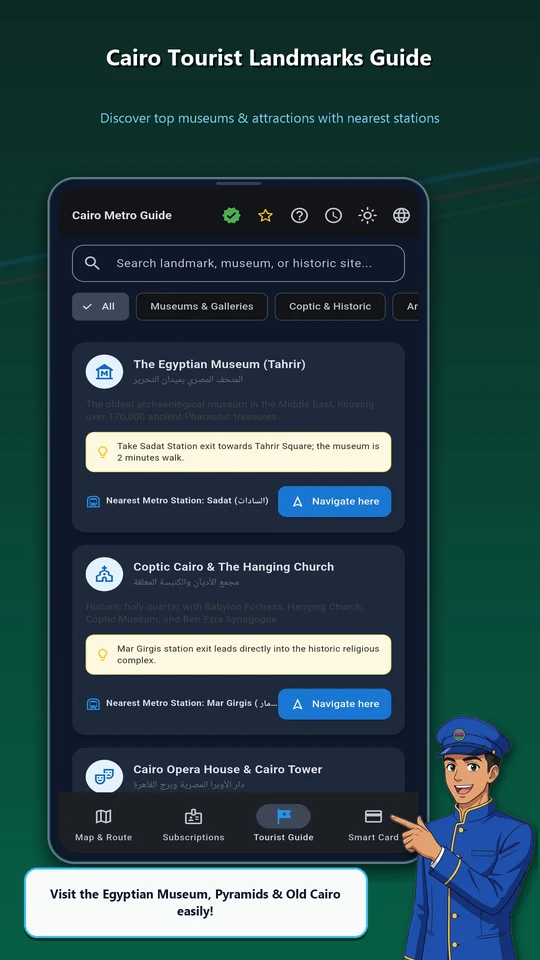 Cairo Tourist Landmarks Guide
Discover top museums & attractions with nearest stations
Cairo Metro Guide
Search landmark, museum, or historic site...
All
Museums & Galleries
Coptic & Historic
Ar
The Egyptian Museum (Tahrir)
المتحف المصري بميدان التحرير
The oldest archaeological museum in the Middle East, housing
over 170,000 ancient Pharaonic treasures.
Take Sadat Station exit towards Tahrir Square; the museum is
2 minutes walk.
Nearest Metro Station: Sadat (السادات)
Navigate here
Coptic Cairo & The Hanging Church
مجمع الأديان والكنيسة المعلقة
Historic holy quarter with Babylon Fortress, Hanging Church,
Coptic Museum, and Ben Ezra Synagogue.
Mar Girgis station exit leads directly into the historic religious
complex.
Nearest Metro Station: Mar Girgis (مار ...
Navigate here
Cairo Opera House & Cairo Tower
دار الأوبرا المصرية وبرج القاهرة
Map & Route
Subscriptions
Tourist Guide
Smart Card
Visit the Egyptian Museum, Pyramids & Old Cairo
easily!